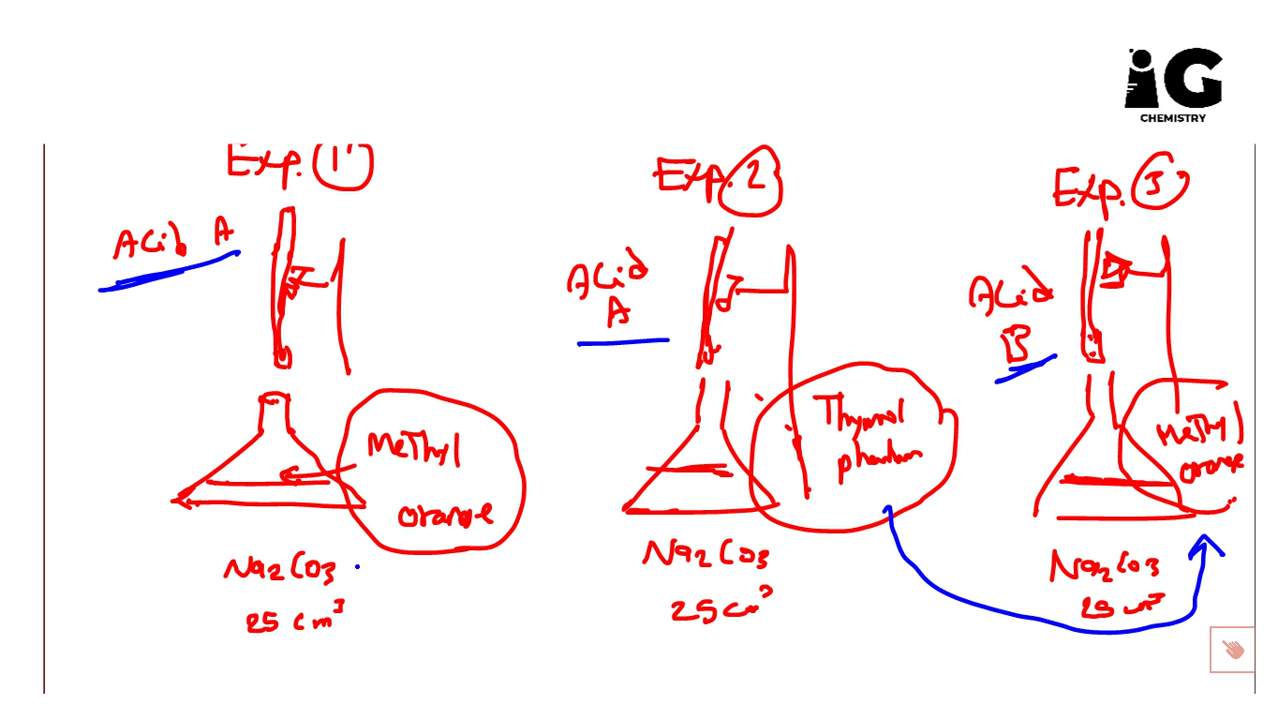 iG
CHEMISTRY
Exp. 1
Exp. 2
Exp. 3
Acid A
Acid
A
Acid
B
Methyl
orange
Thymol
Methyl
orange
Na2CO3
25 cm3
Na2CO3
25 cm3
Na2CO3
25 cm3